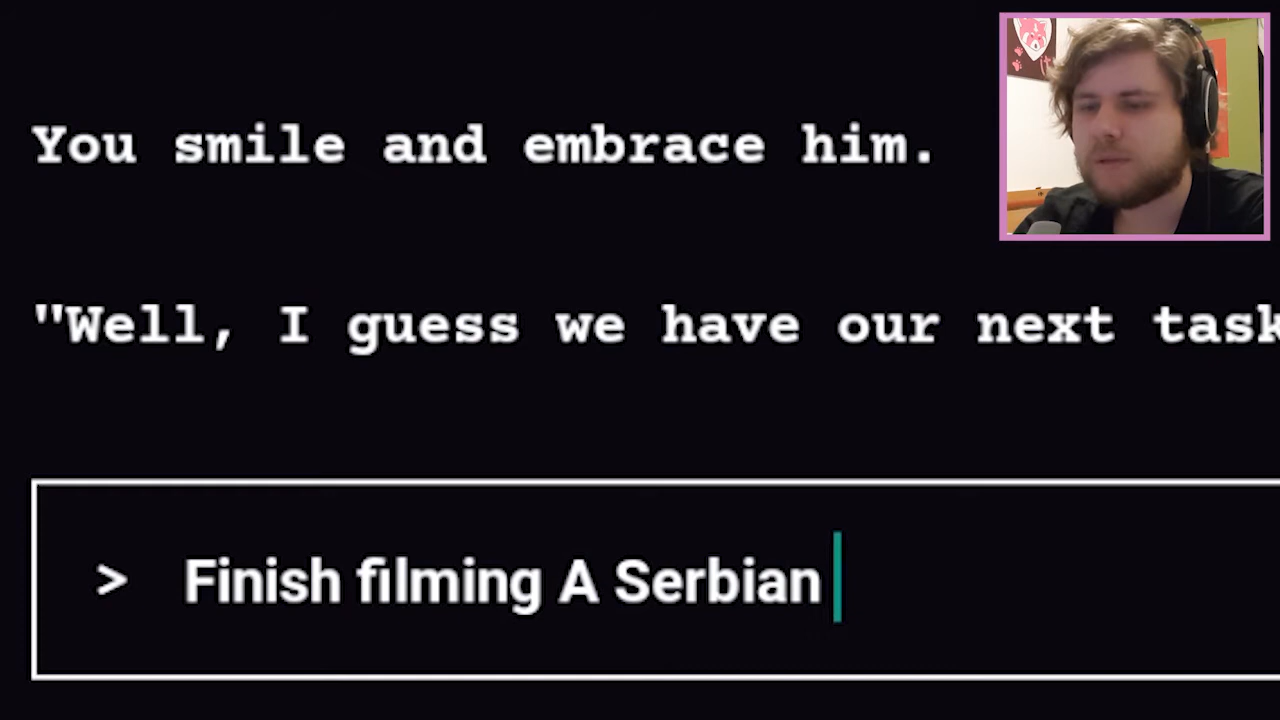 You smile and embrace him.
"Well, I guess we have our next task
> Finish filming A Serbian